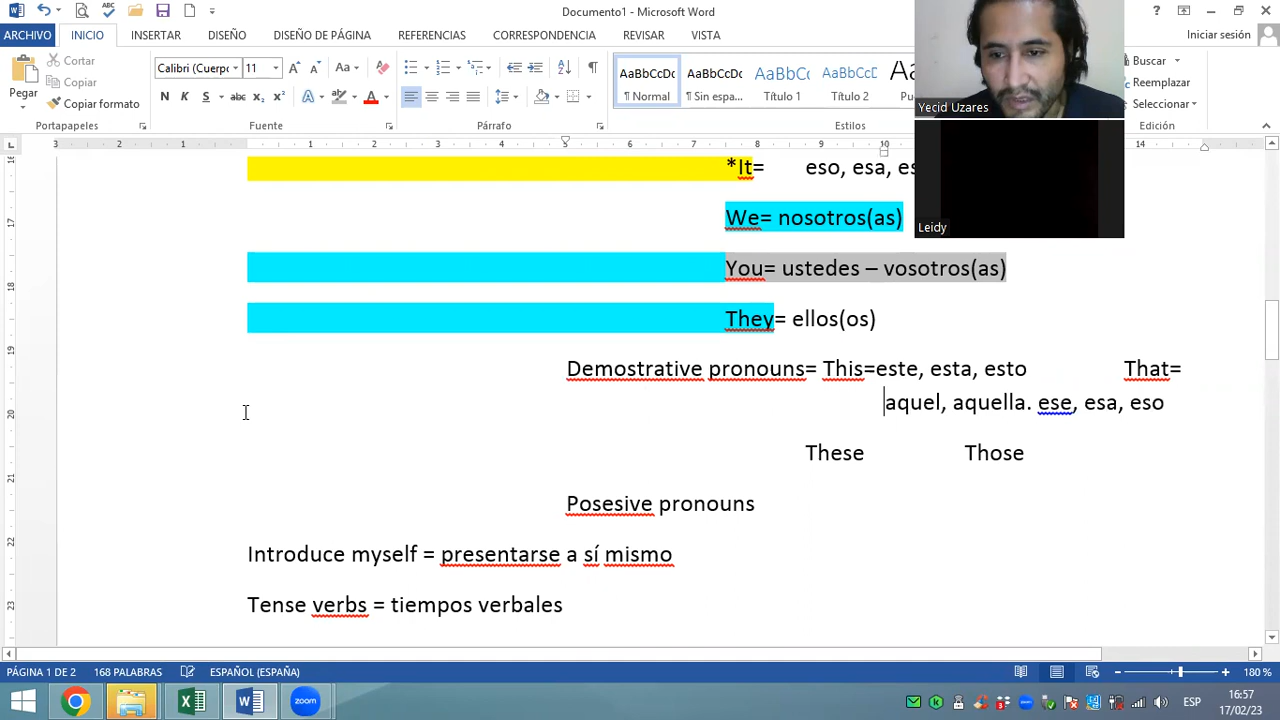 Documento1 - Microsoft Word
ARCHIVO INICIO INSERTAR DISEÑO DISEÑO DE PÁGINA REFERENCIAS CORRESPONDENCIA REVISAR VISTA Iniciar sesión
Pegar
Cortar
Copiar
Copiar formato
Portapapeles
Calibri (Cuerpo 11
Fuente
Párrafo
AaBbCcDc AaBbCcDc AaBbCc AaBbCcD
¶ Normal ¶ Sin espa... Título 1 Título 2
Estilos
Buscar
Reemplazar
Seleccionar
Edición
Yecid Uzares
Leidy
*It= eso, esa, es
We= nosotros(as)
You= ustedes – vosotros(as)
They= ellos(os)
Demostrative pronouns= This=este, esta, esto That=
aquel, aquella. ese, esa, eso
These Those
Posesive pronouns
Introduce myself = presentarse a sí mismo
Tense verbs = tiempos verbales
PÁGINA 1 DE 2 168 PALABRAS ESPAÑOL (ESPAÑA) 180 %
zoom
ESP
16:57
17/02/23